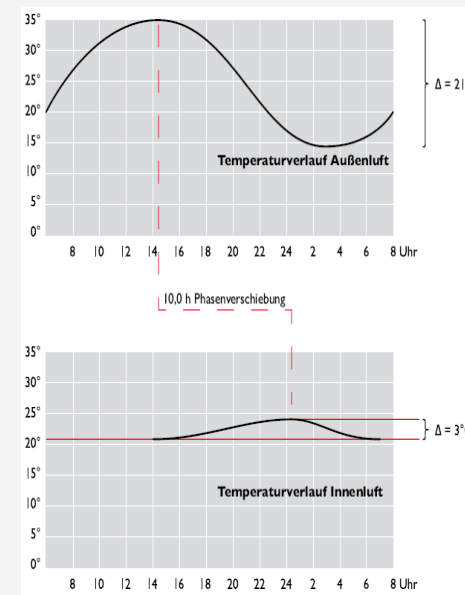 35°
30°
25°
Δ = 21
20°
15°
Temperaturverlauf Außenluft
10°
5°
0°
8 10 12 14 16 18 20 22 24 2 4 6 8 Uhr
10,0 h Phasenverschiebung
35°
30°
25°
Δ = 3°
20°
15°
Temperaturverlauf Innenluft
10°
5°
0°
8 10 12 14 16 18 20 22 24 2 4 6 8 Uhr